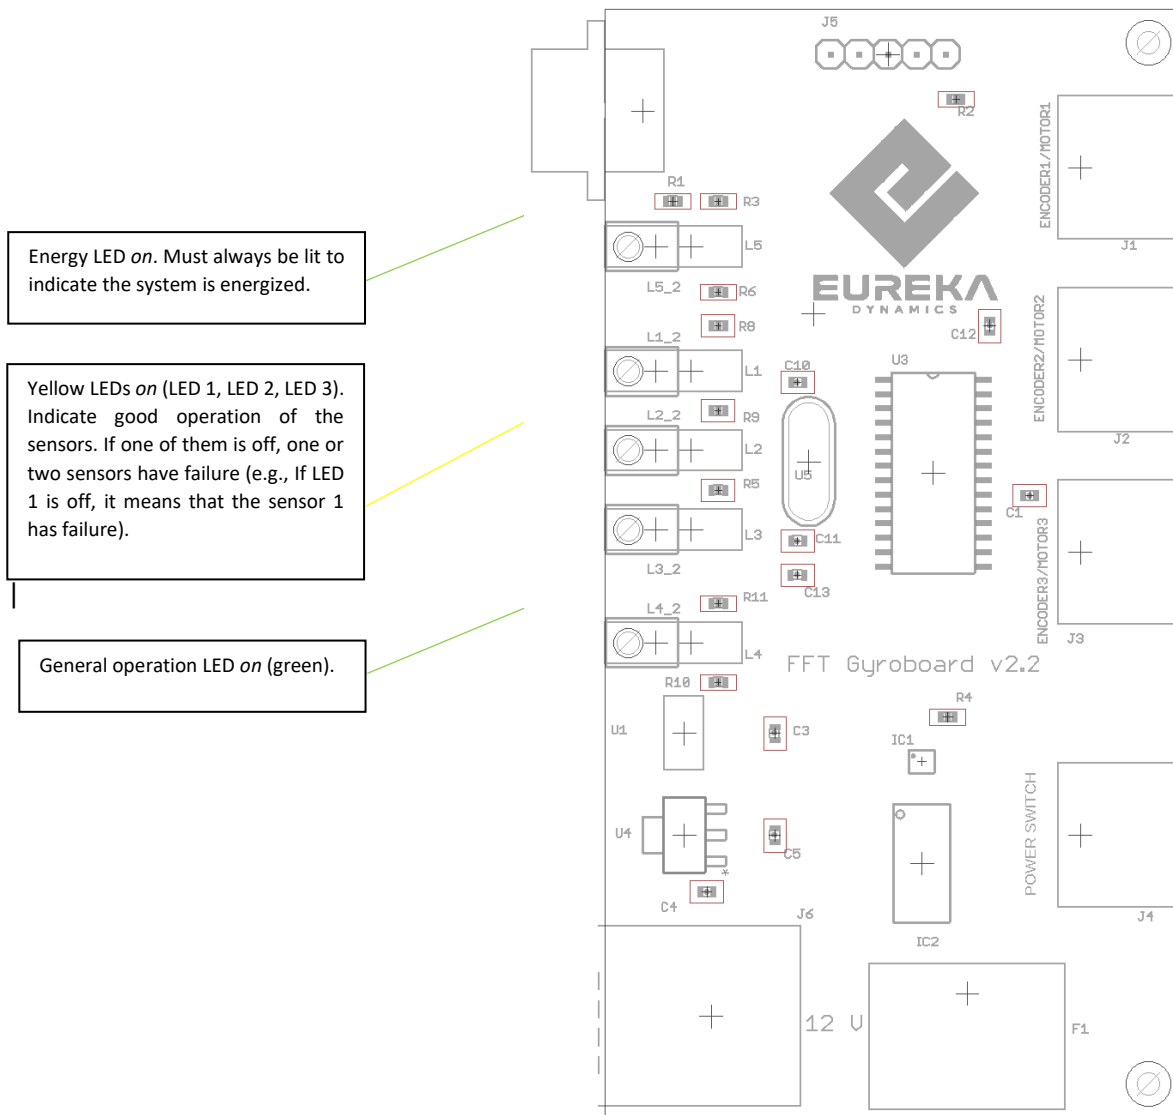 J5
R2
ENCODER1/MOTOR1
J1
R1
R3
L5
L5_2
R6
R8
EUREKA
DYNAMICS
C12
ENCODER2/MOTOR2
J2
Energy LED on. Must always be lit to
indicate the system is energized.
L1_2
L1
C10
U3
Yellow LEDs on (LED 1, LED 2, LED 3).
Indicate good operation of the
sensors. If one of them is off, one or
two sensors have failure (e.g., If LED
1 is off, it means that the sensor 1
has failure).
L2_2
R9
L2
U5
R5
C1
L3
L3_2
C11
C13
ENCODER3/MOTOR3
J3
L4_2
R11
L4
General operation LED on (green).
FFT Gyroboard v2.2
R10
R4
U1
C3
IC1
POWER SWITCH
J4
U4
C5
*
C4
J6
IC2
12 V
F1